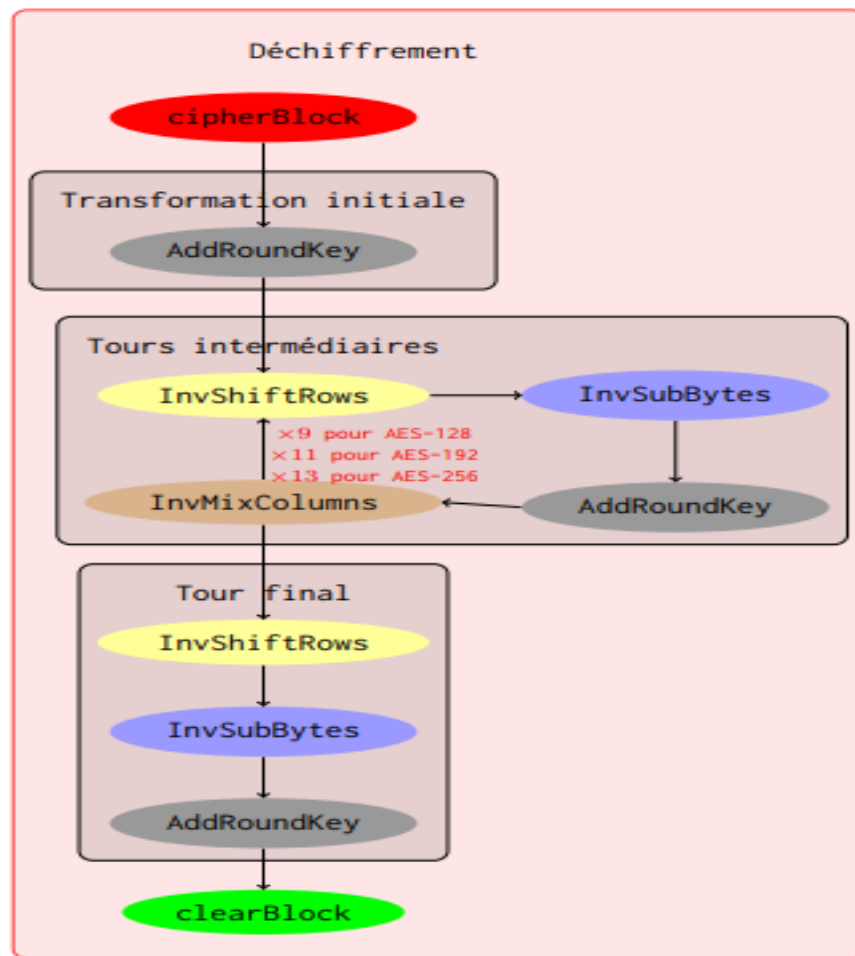 Déchiffrement
cipherBlock
Transformation initiale
AddRoundKey
Tours intermédiaires
InvShiftRows
InvSubBytes
×9 pour AES-128
×11 pour AES-192
×13 pour AES-256
InvMixColumns
AddRoundKey
Tour final
InvShiftRows
InvSubBytes
AddRoundKey
clearBlock